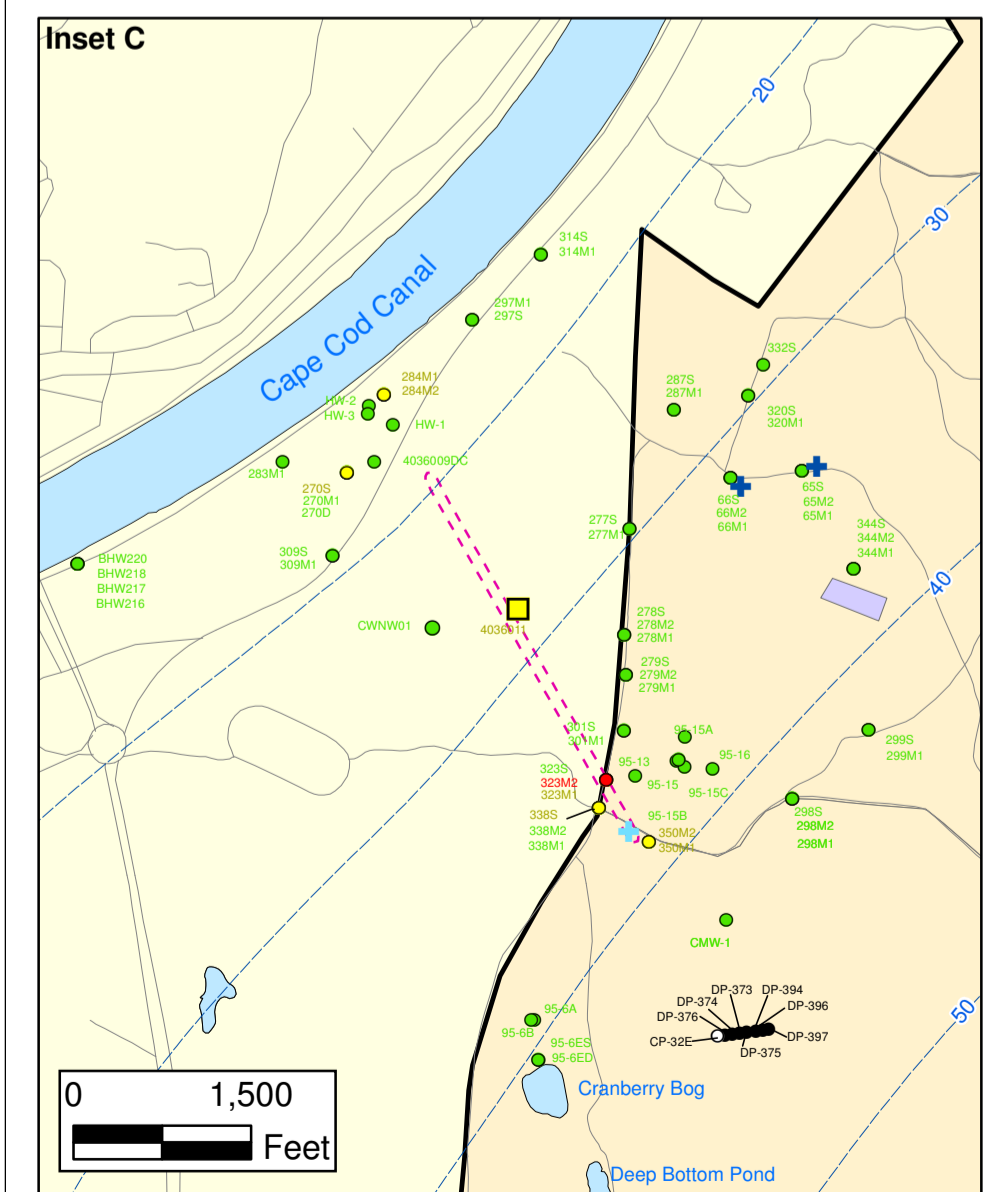 Inset C
20
30
314S
314M1
Cape Cod Canal
297M1
297S
332S
284M1
284M2
287S
287M1
HW-2
HW-3
320S
320M1
HW-1
4036009DC
283M1
270S
270M1
270D
66S
66M2
66M1
65S
65M2
65M1
277S
277M1
344S
344M2
344M1
309S
309M1
BHW220
BHW218
BHW217
BHW216
40
4036011
CWNW01
278S
278M2
278M1
279S
279M2
279M1
301S
301M1
95-15A
299S
299M1
95-13
95-16
323S
323M2
323M1
95-15
95-15C
338S
338M2
338M1
95-15B
350M2
350M1
298S
298M2
298M1
CMW-1
DP-373
DP-394
DP-374
DP-396
DP-376
CP-32E
DP-397
DP-375
50
95-6A
95-6B
95-6ES
95-6ED
Cranberry Bog
0 1,500
Feet
Deep Bottom Pond